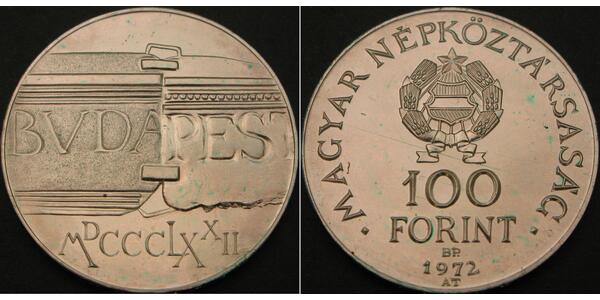 BVDAPEST
MDCCCLXXII
MAGYAR NÉPKÖZTÁRSASÁG
100
FORINT
BP.
1972
AT